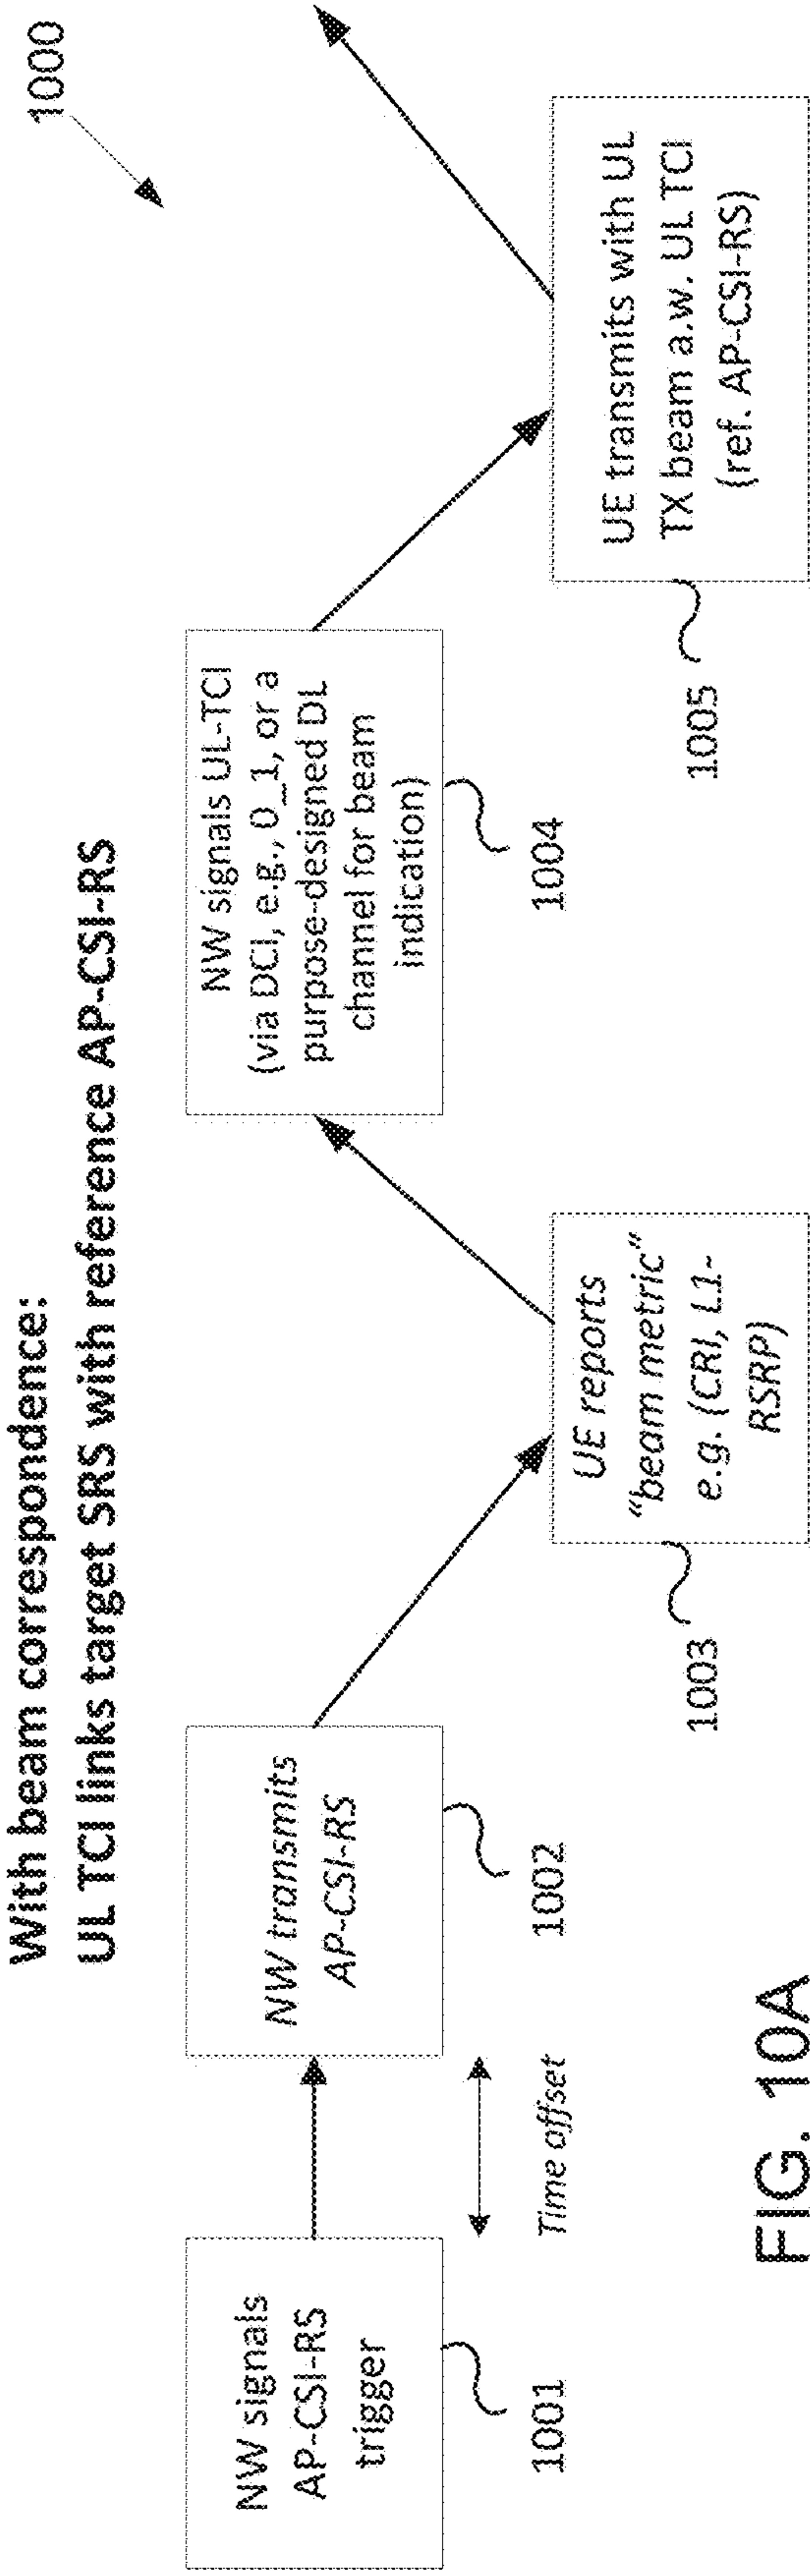 With beam correspondence:
UL TCI links target SRS with reference AP-CSI-RS
1000
NW signals
AP-CSI-RS
trigger
1001
Time offset
NW transmits
AP-CSI-RS
1002
UE reports
“beam metric”
e.g. (CRI, L1-
RSRP)
1003
NW signals UL-TCI
(via DCI, e.g., 0_1, or a
purpose-designed DL
channel for beam
indication)
1004
UE transmits with UL
TX beam a.w. UL TCI
(ref. AP-CSI-RS)
1005
FIG. 10A